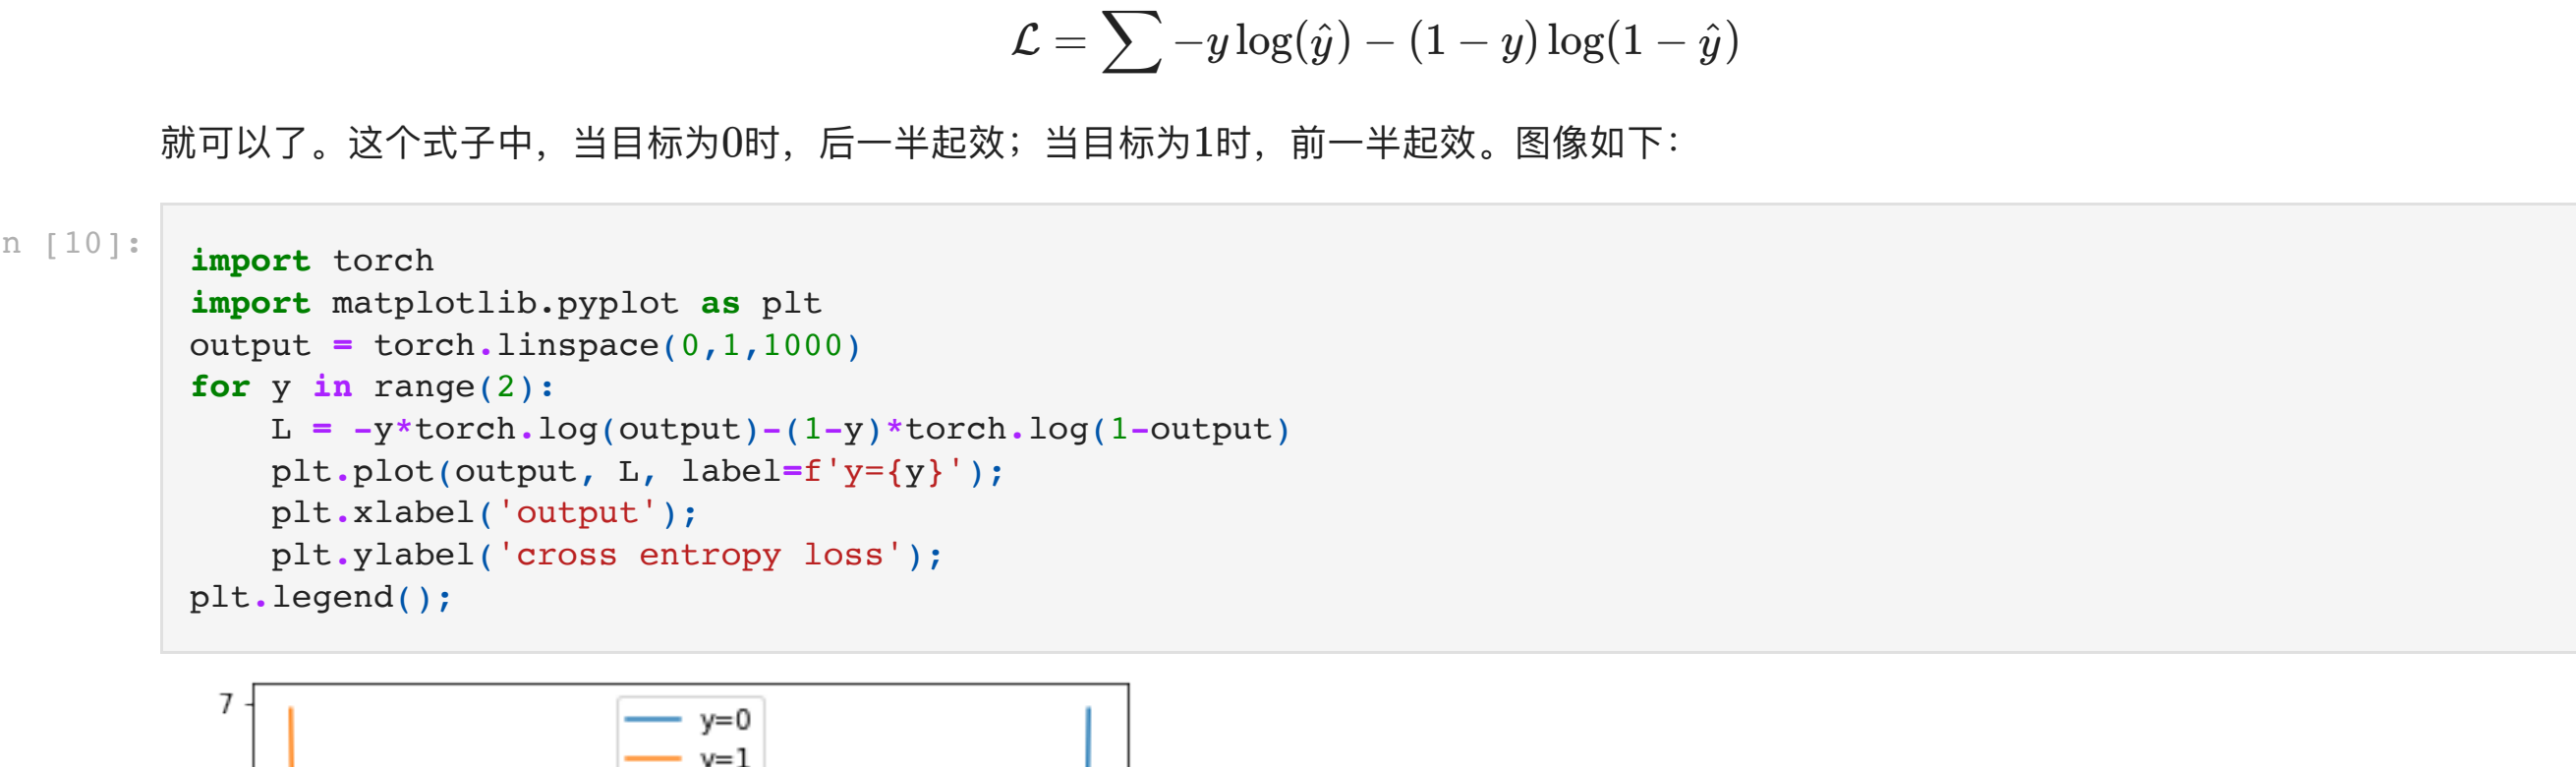 ℒ = ∑ −y log(ŷ) − (1 − y) log(1 − ŷ)
就可以了。这个式子中，当目标为0时，后一半起效；当目标为1时，前一半起效。图像如下：
n [10]:
import torch
import matplotlib.pyplot as plt
output = torch.linspace(0,1,1000)
for y in range(2):
    L = -y*torch.log(output)-(1-y)*torch.log(1-output)
    plt.plot(output, L, label=f'y={y}');
    plt.xlabel('output');
    plt.ylabel('cross entropy loss');
plt.legend();
7
y=0
y=1